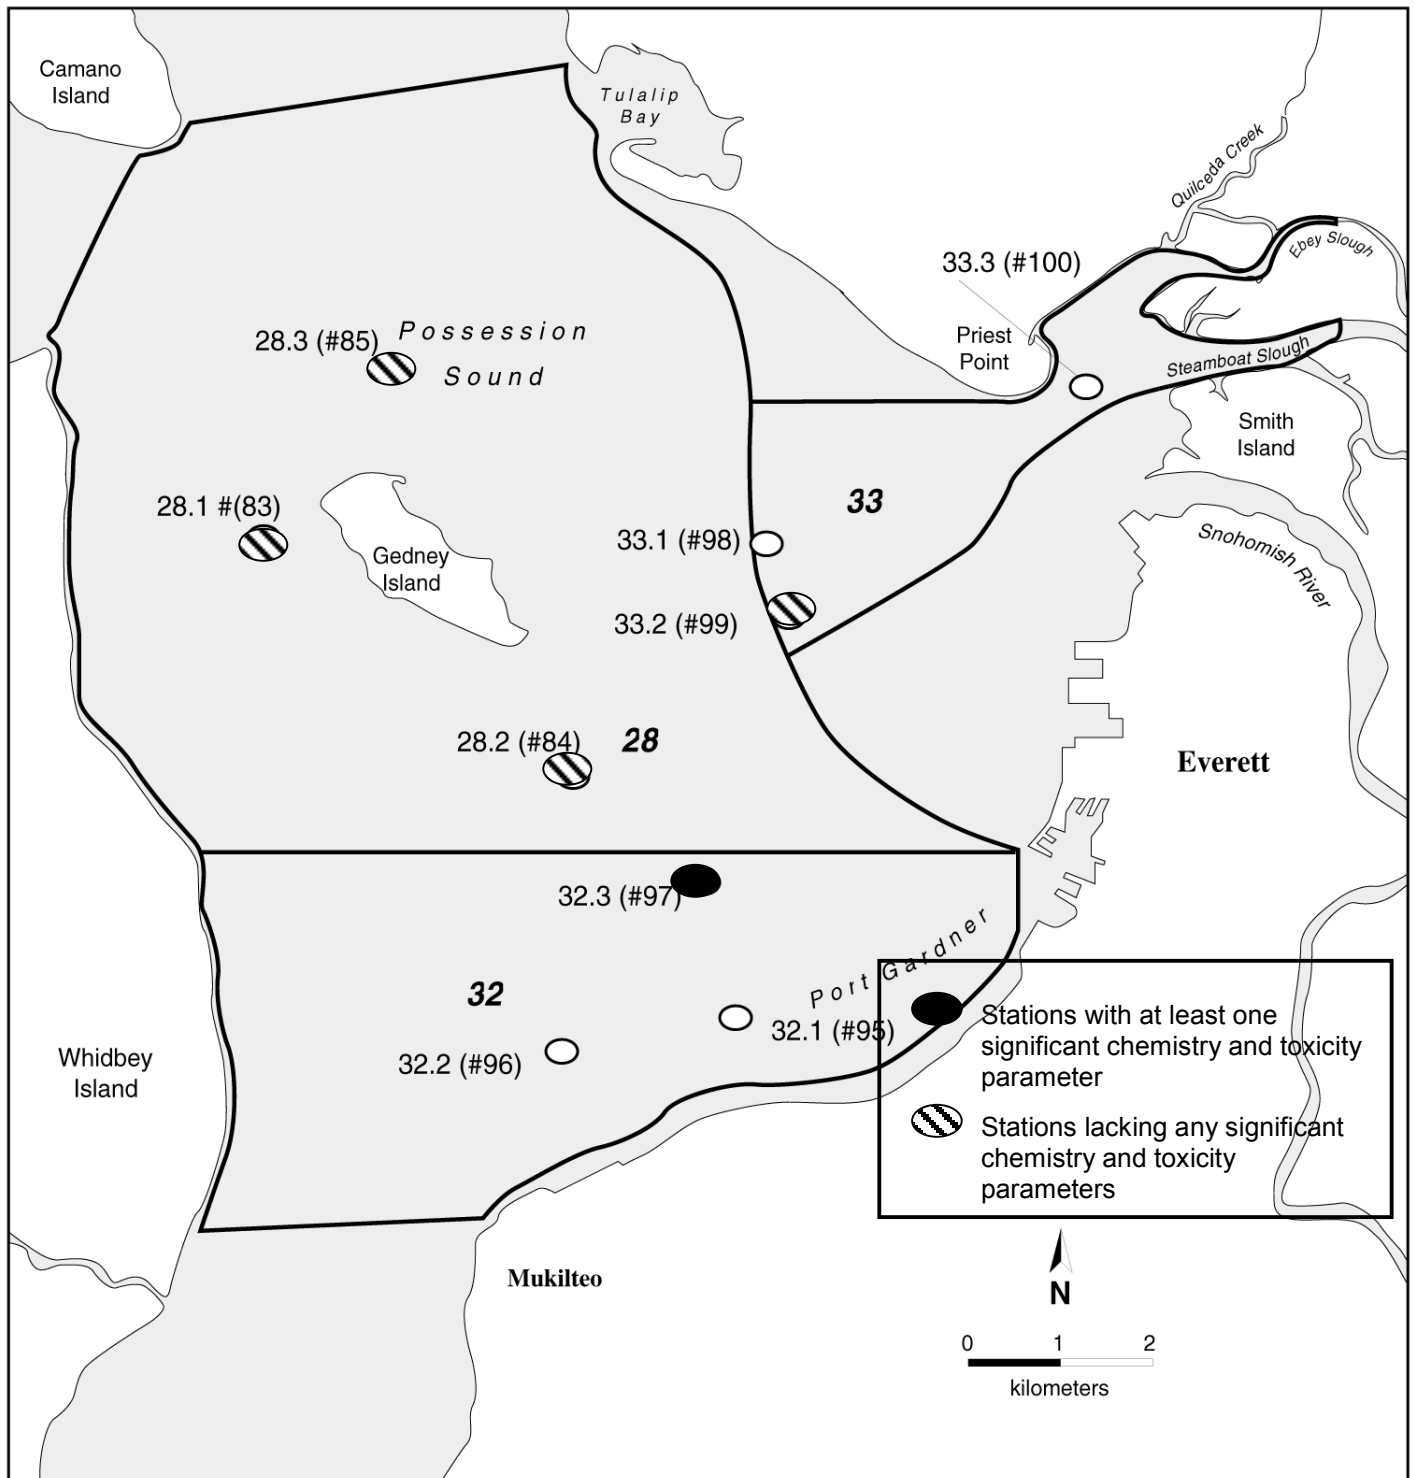 Camano
Island
Tulalip
Bay
Quilceda Creek
Ebey Slough
33.3 (#100)
Priest
Point
28.3 (#85)
Possession
Sound
Steamboat Slough
Smith
Island
28.1 #(83)
33
Gedney
Island
33.1 (#98)
Snohomish River
33.2 (#99)
28.2 (#84)
28
Everett
32.3 (#97)
Port Gardner
32
32.1 (#95)
32.2 (#96)
Whidbey
Island
Stations with at least one
significant chemistry and toxicity
parameter
Stations lacking any significant
chemistry and toxicity
parameters
Mukilteo
N
0 1 2
kilometers